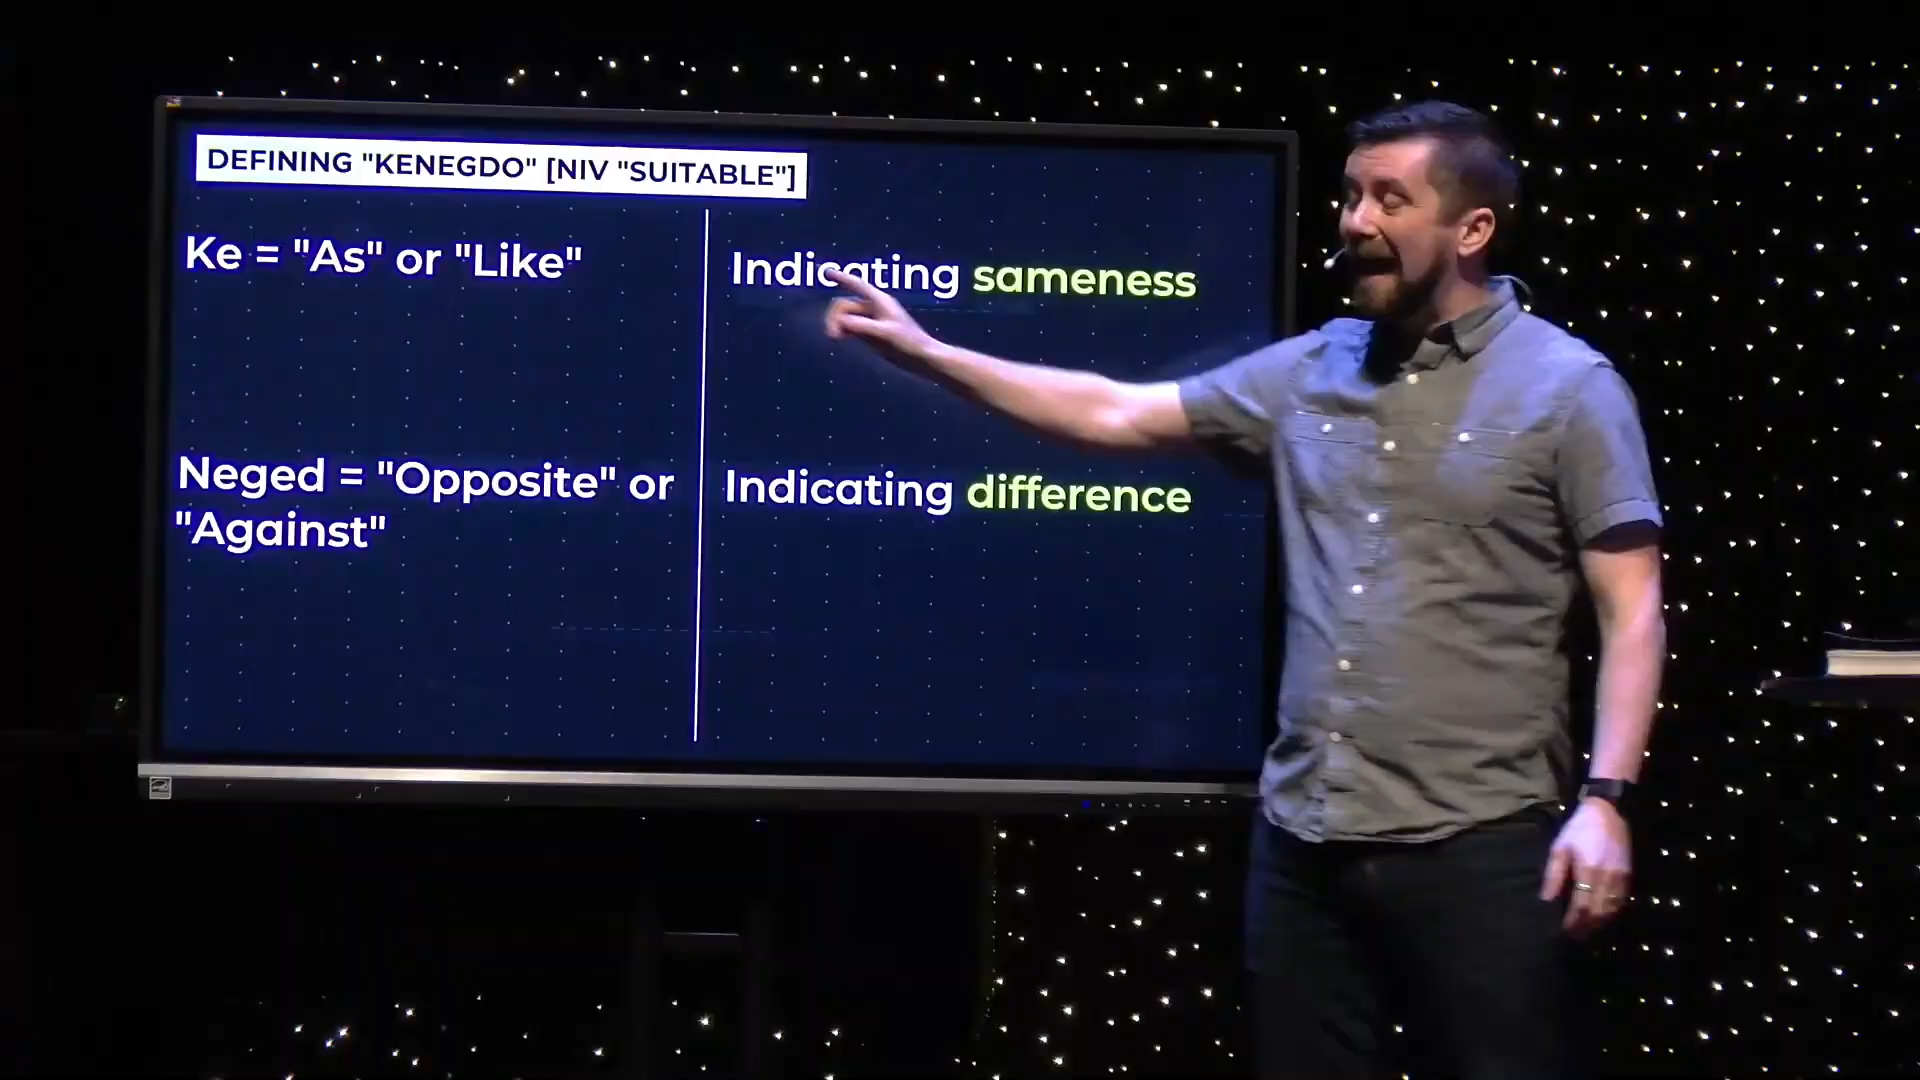 DEFINING "KENEGDO" [NIV "SUITABLE"]
Ke = "As" or "Like"
Indicating sameness
Neged = "Opposite" or
"Against"
Indicating difference